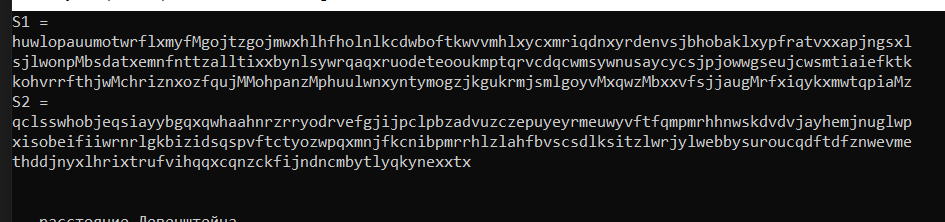 S1 =
huwlopauumotwrflxmyfMgojtzgojmwxhlhfholnlkcdwboftkwvvmhlxycxmriqdnxyrdenvsjbhobaklxypfratvxxapjngsxl
sjlwonpMbsdatxemnfnttzalltixxbynlsywrqaqxruodeteooukmptqrvcdqcwmsywnusaycycsjpjowwgseujcwsmtiaiefktk
kohvrrfthjwMchriznxozfqujMMohpanzMphuulwnxyntymogzjkgukrmjsmlgoyvMxqwzMbxxvfsjjaugMrfxiqykxmwtqpiaMz
S2 =
qclsswhobjeqsiayybgqxqwhaahnrzrryodrvefgjijpclpbzadvuzczepuyeyrmeuwyvftfqmpmrhhnwskdvdvjayhemjnuglwp
xisobeifiiwrnrlgkbizidsqspvftctyozwpqxmnjfkcnibpmrrhlzlahfbvscsdlksitzlwrjylwebbysuroucqdftdfznwevme
thddjnyxlhrixtrufvihqqxcqnzckfijndncmbytlyqkynexxtx